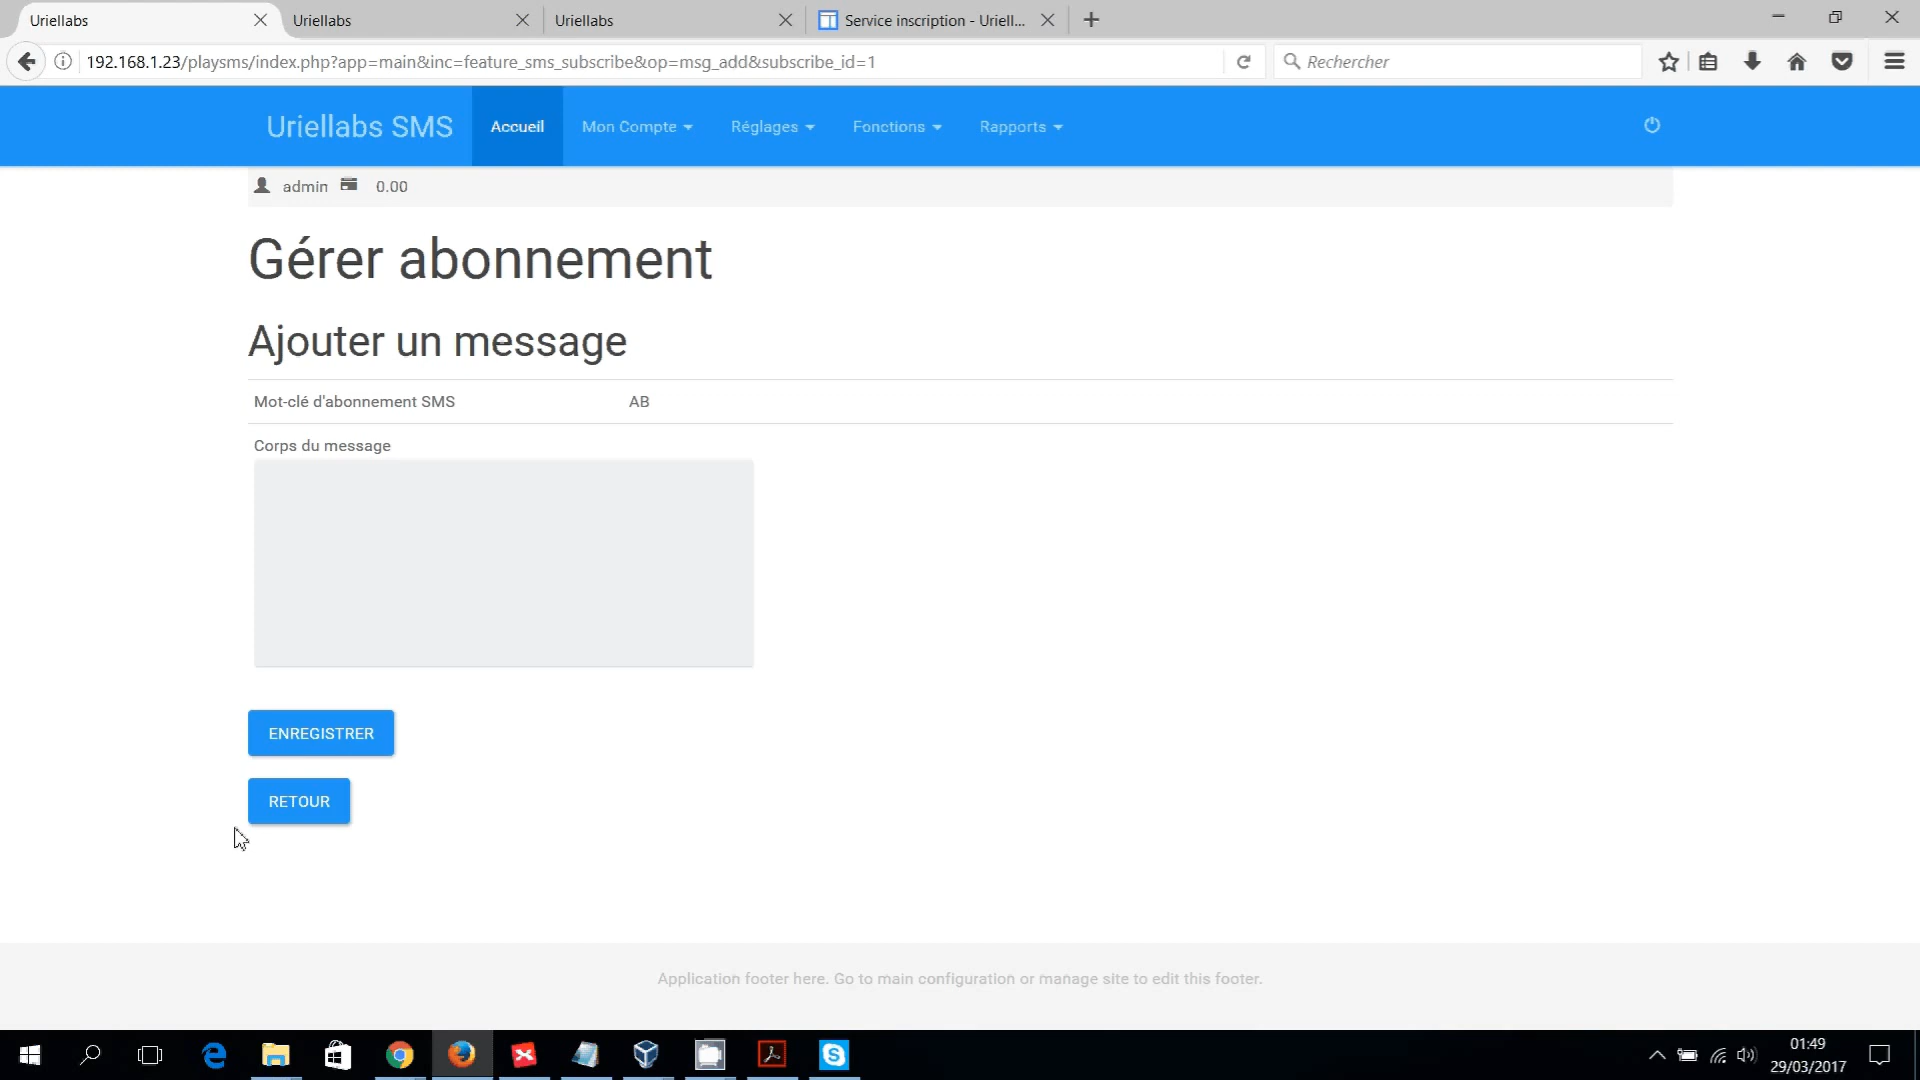 Uriellabs
Uriellabs
Uriellabs
Service inscription - Uriell...
192.168.1.23/playsms/index.php?app=main&inc=feature_sms_subscribe&op=msg_add&subscribe_id=1
Rechercher
Uriellabs SMS
Accueil
Mon Compte
Réglages
Fonctions
Rapports
admin
0.00
Gérer abonnement
Ajouter un message
Mot-clé d'abonnement SMS
AB
Corps du message
ENREGISTRER
RETOUR
Application footer here. Go to main configuration or manage site to edit this footer.
01:49
29/03/2017